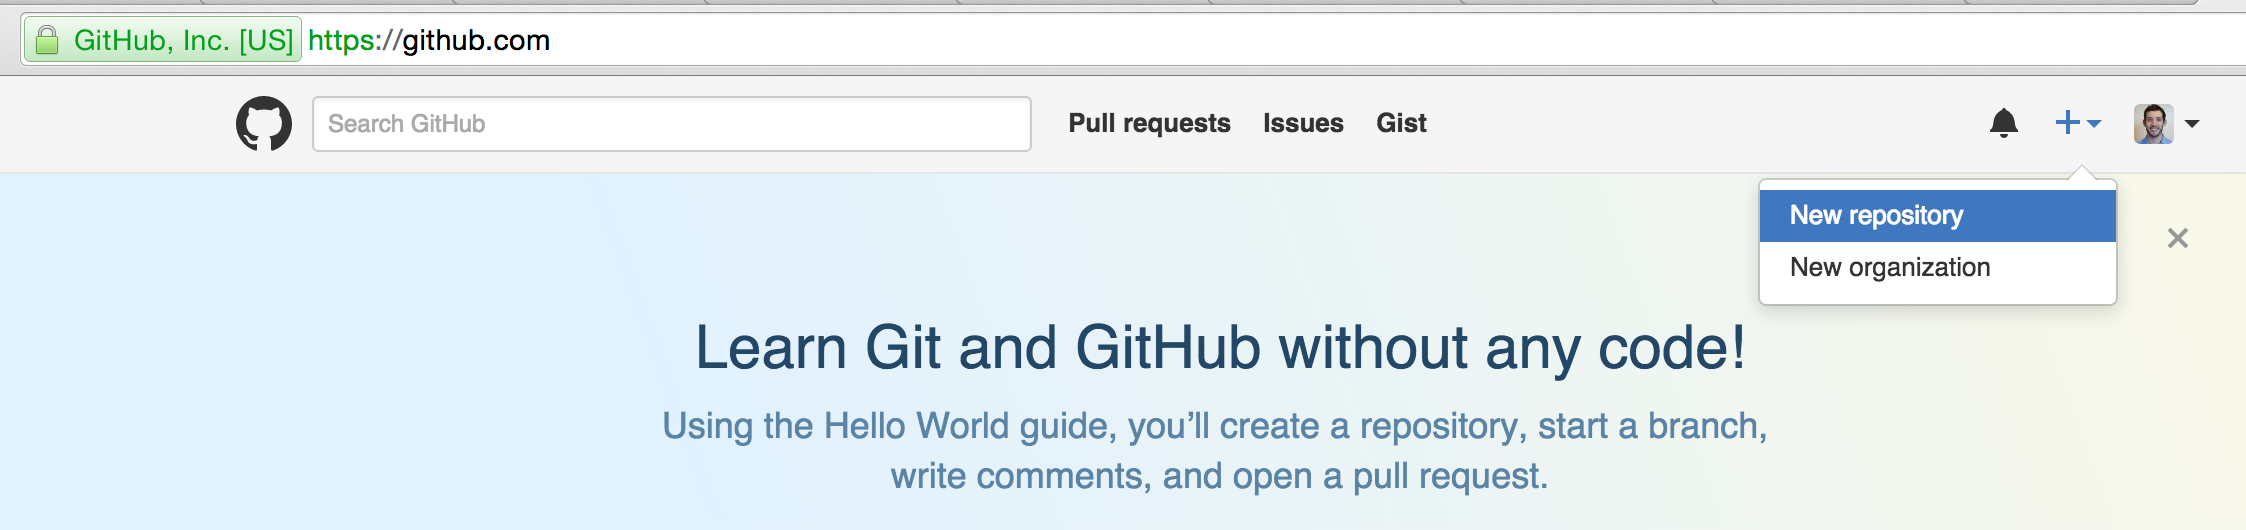 GitHub, Inc. [US] https://github.com
Search GitHub Pull requests Issues Gist
New repository
New organization
Learn Git and GitHub without any code!
Using the Hello World guide, you’ll create a repository, start a branch,
write comments, and open a pull request.